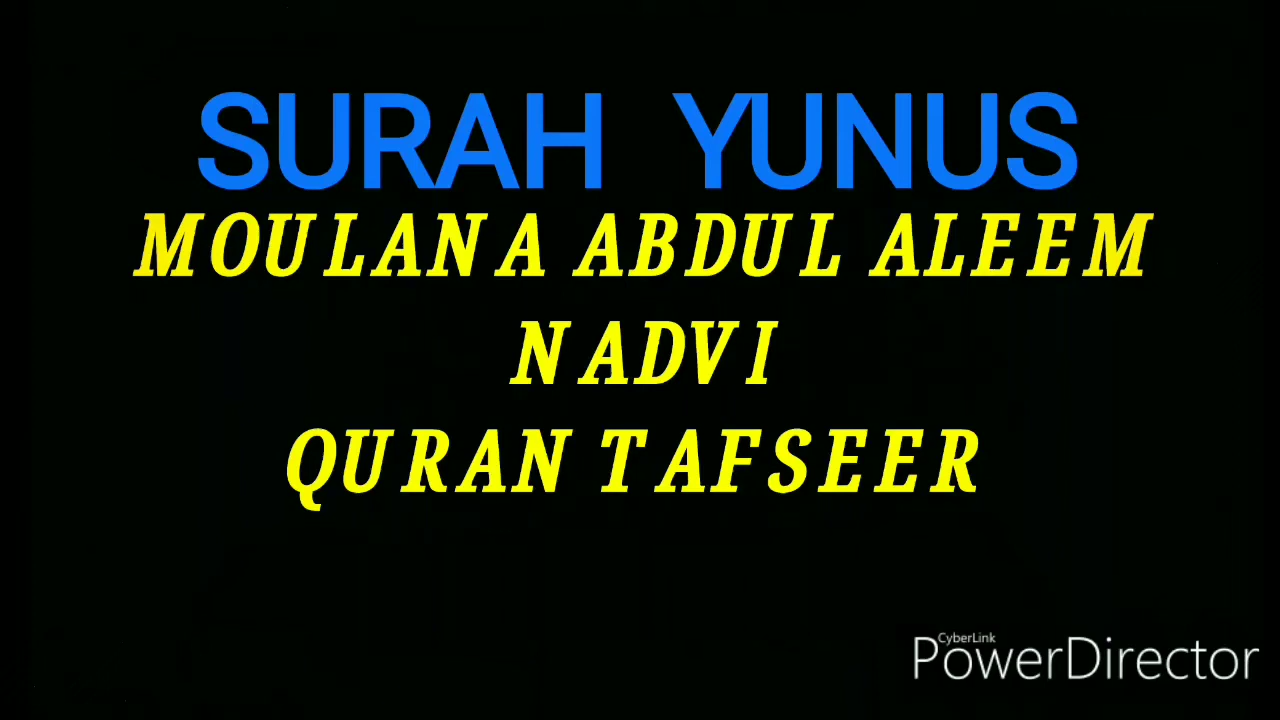 SURAH YUNUS
MOULANA ABDUL ALEEM
NADVI
QURAN TAFSEER
CyberLink
PowerDirector